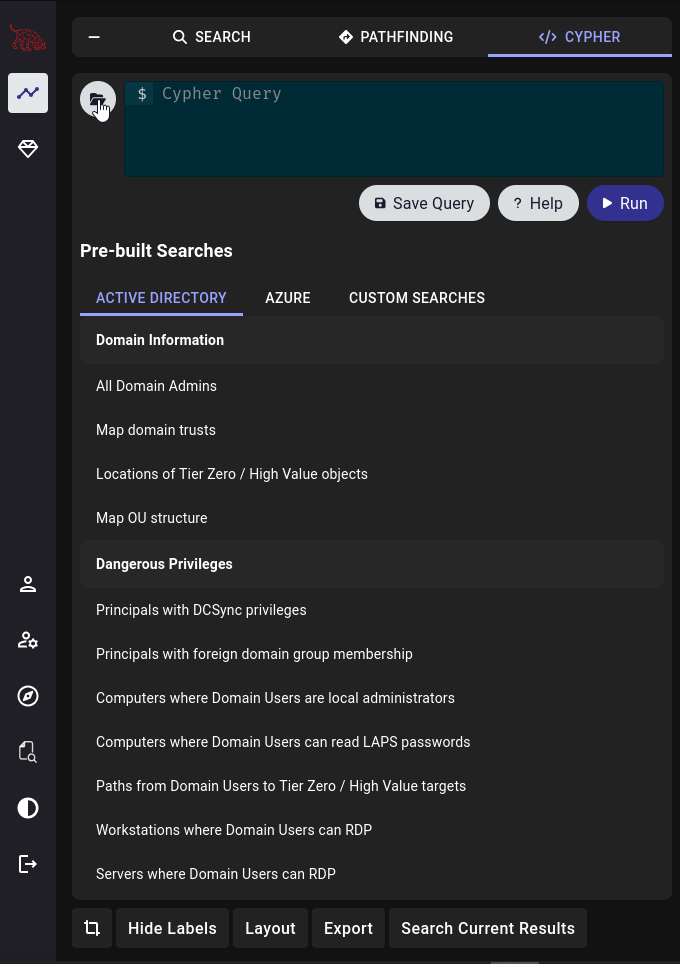 SEARCH
PATHFINDING
</> CYPHER
$ Cypher Query
Save Query
? Help
Run
Pre-built Searches
ACTIVE DIRECTORY
AZURE
CUSTOM SEARCHES
Domain Information
All Domain Admins
Map domain trusts
Locations of Tier Zero / High Value objects
Map OU structure
Dangerous Privileges
Principals with DCSync privileges
Principals with foreign domain group membership
Computers where Domain Users are local administrators
Computers where Domain Users can read LAPS passwords
Paths from Domain Users to Tier Zero / High Value targets
Workstations where Domain Users can RDP
Servers where Domain Users can RDP
Hide Labels
Layout
Export
Search Current Results